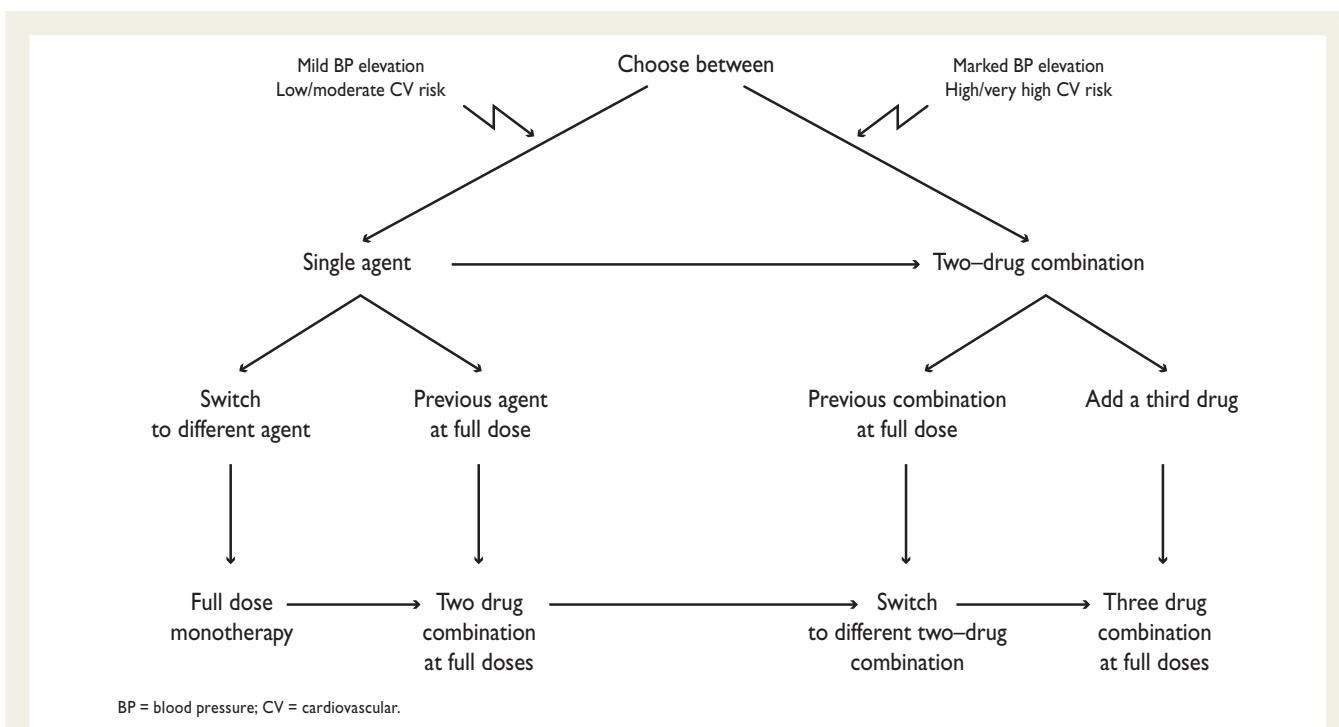 Mild BP elevation
Low/moderate CV risk
Choose between
Marked BP elevation
High/very high CV risk
Single agent
Two–drug combination
Switch
to different agent
Previous agent
at full dose
Previous combination
at full dose
Add a third drug
Full dose
monotherapy
Two drug
combination
at full doses
Switch
to different two–drug
combination
Three drug
combination
at full doses
BP = blood pressure; CV = cardiovascular.